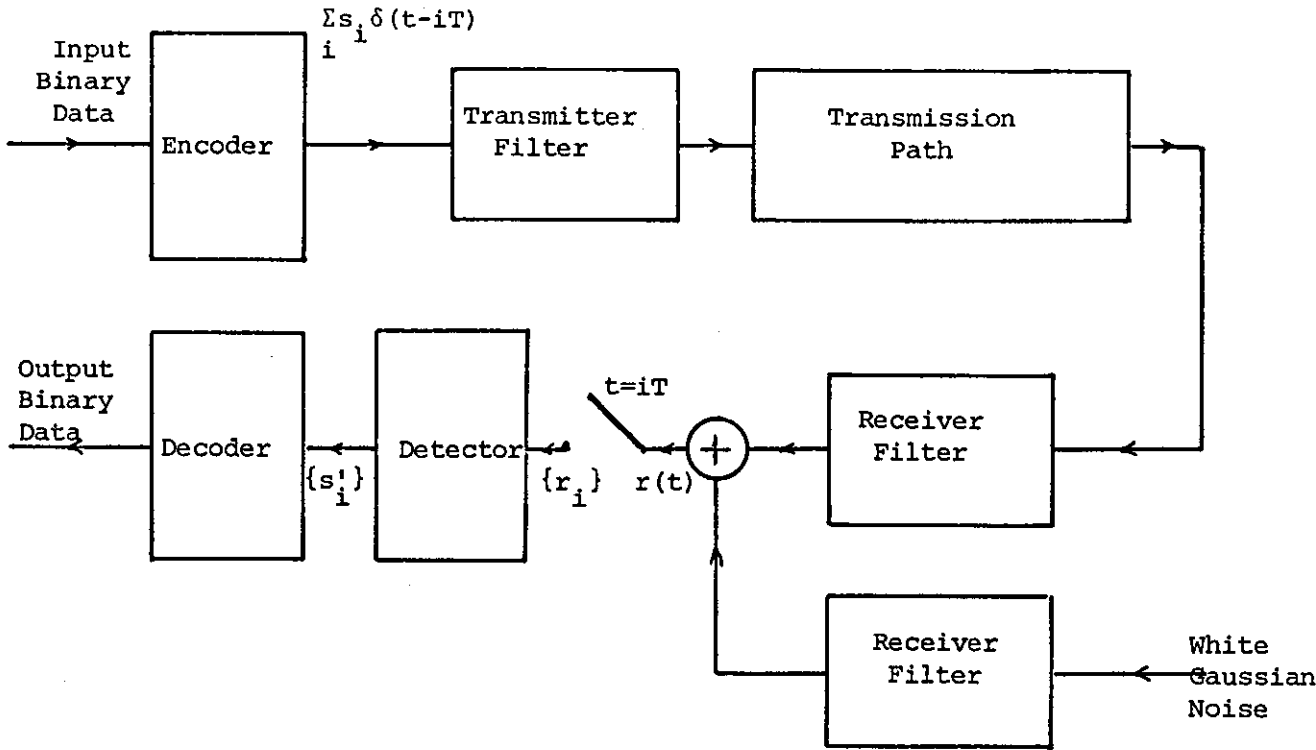 Σs_i δ(t-iT)
i
Input
Binary
Data
Encoder
Transmitter
Filter
Transmission
Path
Output
Binary
Data
Decoder
{s_i'}
Detector
{r_i}
t=iT
r(t)
+
Receiver
Filter
Receiver
Filter
White
Gaussian
Noise